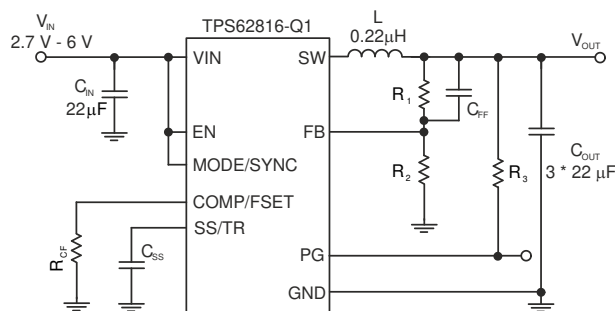 TPS62816-Q1
VIN
2.7 V - 6 V
VIN
SW
L
0.22μH
VOUT
CIN
22μF
R1
CFF
EN
FB
MODE/SYNC
R2
R3
COUT
3 * 22 μF
COMP/FSET
SS/TR
RCF
CSS
PG
GND